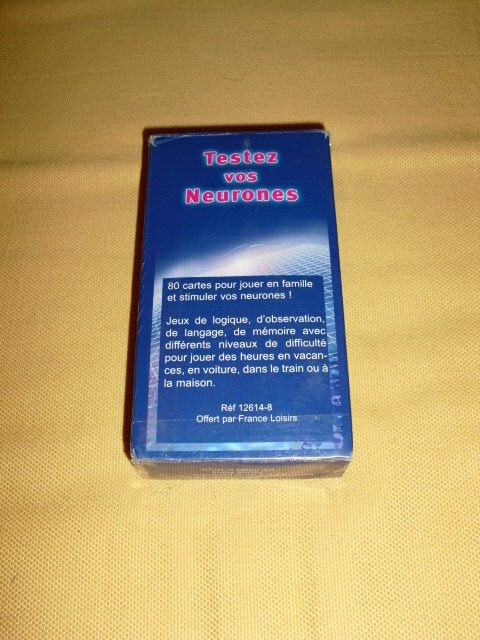 Testez
vos
Neurones
80 cartes pour jouer en famille
et stimuler vos neurones !
Jeux de logique, d'observation,
de langage, de mémoire avec
différents niveaux de difficulté
pour jouer des heures en vacan-
ces, en voiture, dans le train ou à
la maison.
Réf 12614-8
Offert par France Loisirs